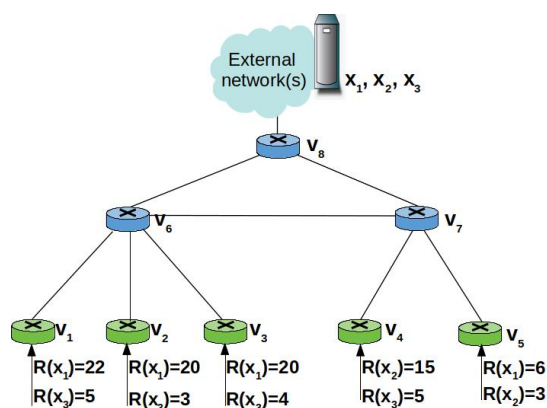 External
network(s)
x₁, x₂, x₃
v₈
v₆
v₇
v₁
v₂
v₃
v₄
v₅
R(x₁)=22
R(x₃)=5
R(x₁)=20
R(x₂)=3
R(x₁)=20
R(x₂)=4
R(x₂)=15
R(x₃)=5
R(x₁)=6
R(x₂)=3